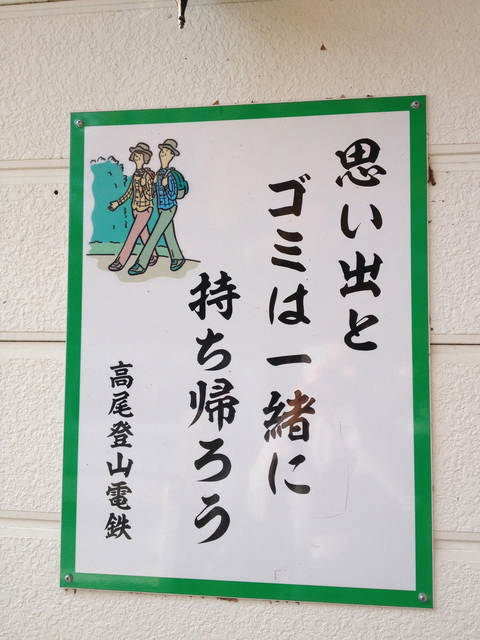 思い出と
ゴミは一緒に
持ち帰ろう
高尾登山電鉄